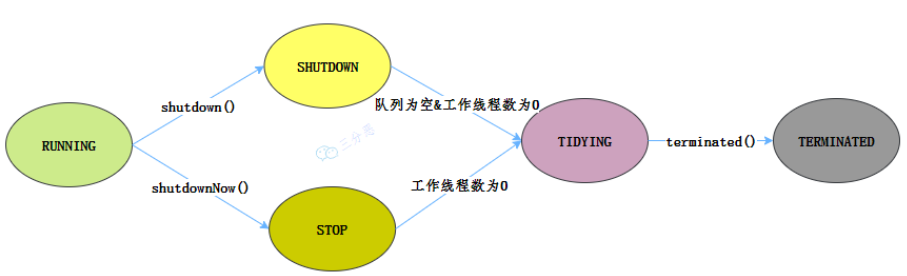 SHUTDOWN
shutdown()
队列为空&工作线程数为0
RUNNING
三分恶
TIDYING
terminated()
TERMINATED
shutdownNow()
工作线程数为0
STOP